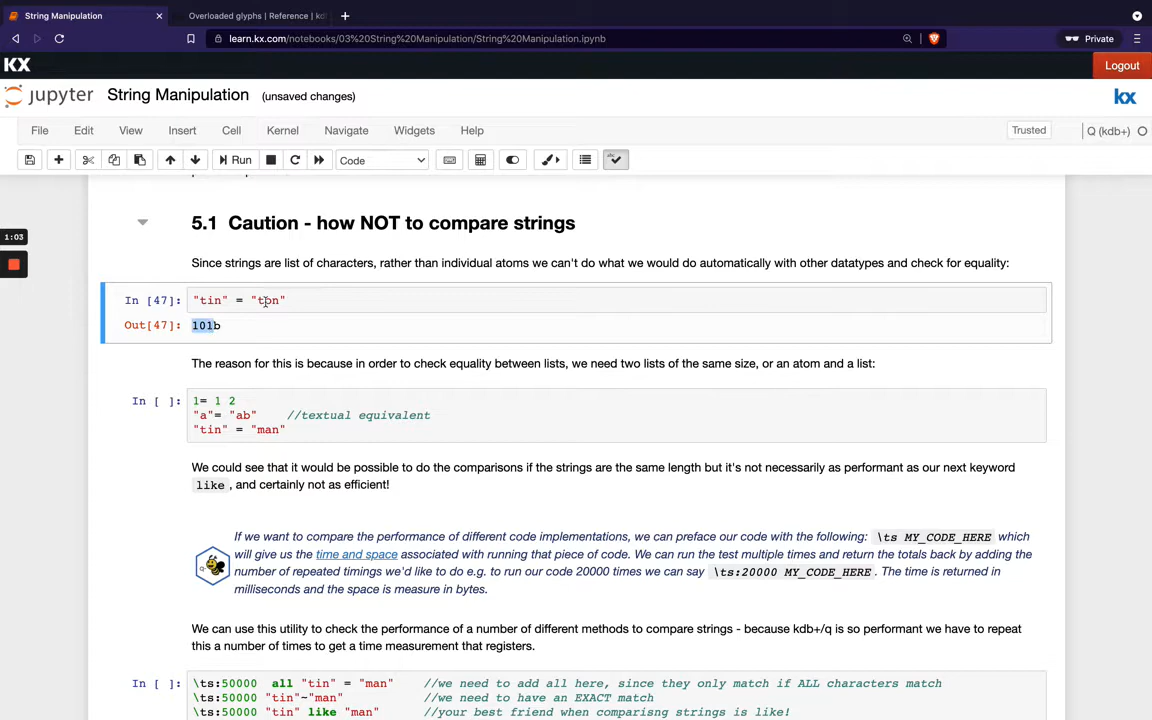 String Manipulation
Overloaded glyphs | Reference | kd
learn.kx.com/notebooks/03%20String%20Manipulation/String%20Manipulation.ipynb
Private
KX
Logout
jupyter String Manipulation (unsaved changes)
kx
File Edit View Insert Cell Kernel Navigate Widgets Help
Trusted
Q (kdb+)
Run
Code
5.1 Caution - how NOT to compare strings
1:03
Since strings are list of characters, rather than individual atoms we can't do what we would do automatically with other datatypes and check for equality:
In [47]: "tin" = "ton"
Out[47]: 101b
The reason for this is because in order to check equality between lists, we need two lists of the same size, or an atom and a list:
In [ ]: 1= 1 2
"a"= "ab" //textual equivalent
"tin" = "man"
We could see that it would be possible to do the comparisons if the strings are the same length but it's not necessarily as performant as our next keyword
like, and certainly not as efficient!
If we want to compare the performance of different code implementations, we can preface our code with the following: \ts MY_CODE_HERE which
will give us the time and space associated with running that piece of code. We can run the test multiple times and return the totals back by adding the
number of repeated timings we'd like to do e.g. to run our code 20000 times we can say \ts:20000 MY_CODE_HERE. The time is returned in
milliseconds and the space is measure in bytes.
We can use this utility to check the performance of a number of different methods to compare strings - because kdb+/q is so performant we have to repeat
this a number of times to get a time measurement that registers.
In [ ]: \ts:50000 all "tin" = "man" //we need to add all here, since they only match if ALL characters match
\ts:50000 "tin"~"man" //we need to have an EXACT match
\ts:50000 "tin" like "man" //your best friend when comparisng strings is like!